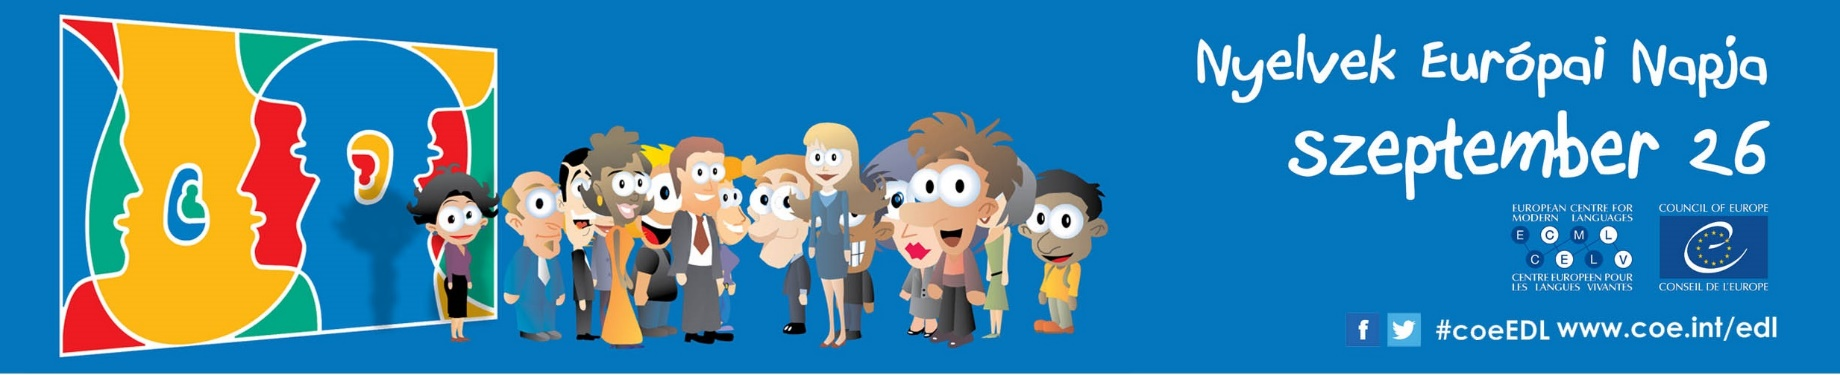 Nyelvek Európai Napja
szeptember 26
EUROPEAN CENTRE FOR
MODERN LANGUAGES
E C M L
C E L V
CENTRE EUROPEEN POUR
LES LANGUES VIVANTES
COUNCIL OF EUROPE
CONSEIL DE L'EUROPE
f #coeEDL www.coe.int/edl